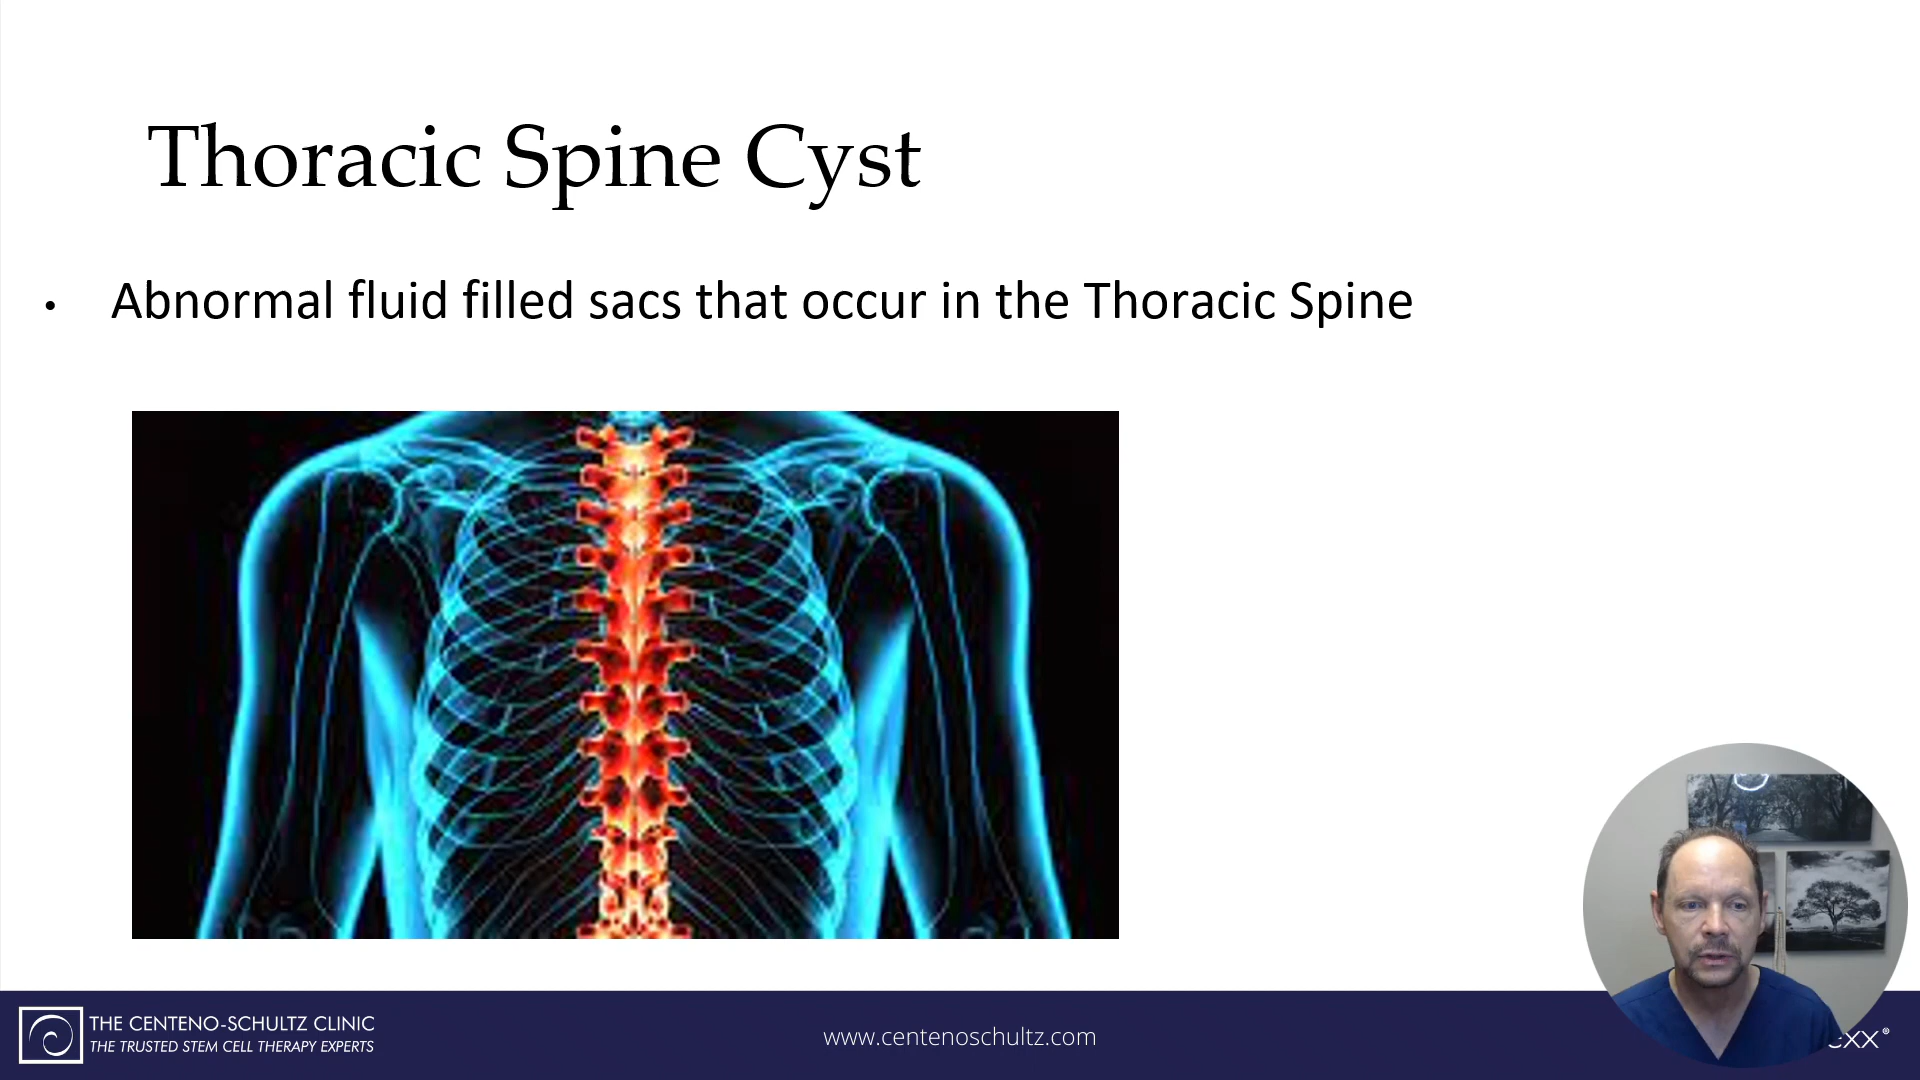 Thoracic Spine Cyst
• Abnormal fluid filled sacs that occur in the Thoracic Spine
THE CENTENO-SCHULTZ CLINIC
THE TRUSTED STEM CELL THERAPY EXPERTS
www.centenoschultz.com